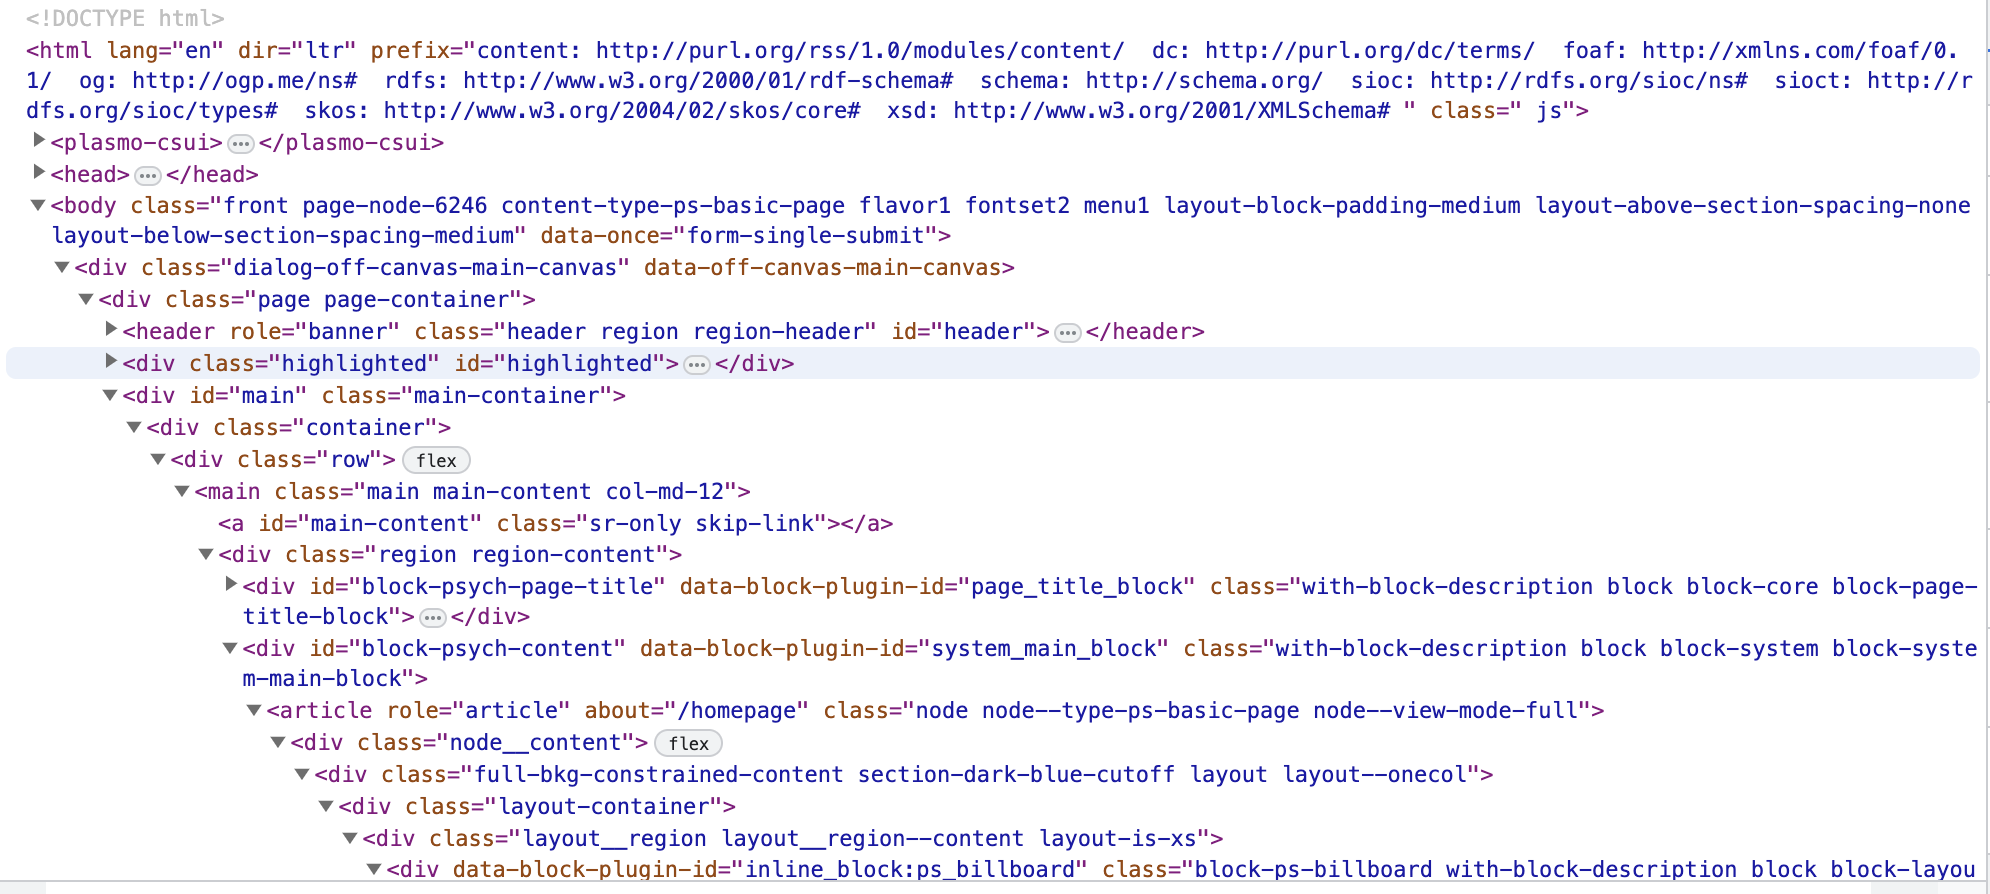 <!DOCTYPE html>
<html lang="en" dir="ltr" prefix="content: http://purl.org/rss/1.0/modules/content/  dc: http://purl.org/dc/terms/  foaf: http://xmlns.com/foaf/0.
1/  og: http://ogp.me/ns#  rdfs: http://www.w3.org/2000/01/rdf-schema#  schema: http://schema.org/  sioc: http://rdfs.org/sioc/ns#  sioct: http://r
dfs.org/sioc/types#  skos: http://www.w3.org/2004/02/skos/core#  xsd: http://www.w3.org/2001/XMLSchema# " class=" js">
<plasmo-csui>…</plasmo-csui>
<head>…</head>
<body class="front page-node-6246 content-type-ps-basic-page flavor1 fontset2 menu1 layout-block-padding-medium layout-above-section-spacing-none
layout-below-section-spacing-medium" data-once="form-single-submit">
<div class="dialog-off-canvas-main-canvas" data-off-canvas-main-canvas>
<div class="page page-container">
<header role="banner" class="header region region-header" id="header">…</header>
<div class="highlighted" id="highlighted">…</div>
<div id="main" class="main-container">
<div class="container">
<div class="row"> flex
<main class="main main-content col-md-12">
<a id="main-content" class="sr-only skip-link"></a>
<div class="region region-content">
<div id="block-psych-page-title" data-block-plugin-id="page_title_block" class="with-block-description block block-core block-page-
title-block">…</div>
<div id="block-psych-content" data-block-plugin-id="system_main_block" class="with-block-description block block-system block-syste
m-main-block">
<article role="article" about="/homepage" class="node node--type-ps-basic-page node--view-mode-full">
<div class="node__content"> flex
<div class="full-bkg-constrained-content section-dark-blue-cutoff layout layout--onecol">
<div class="layout-container">
<div class="layout__region layout__region--content layout-is-xs">
<div data-block-plugin-id="inline_block:ps_billboard" class="block-ps-billboard with-block-description block block-layou